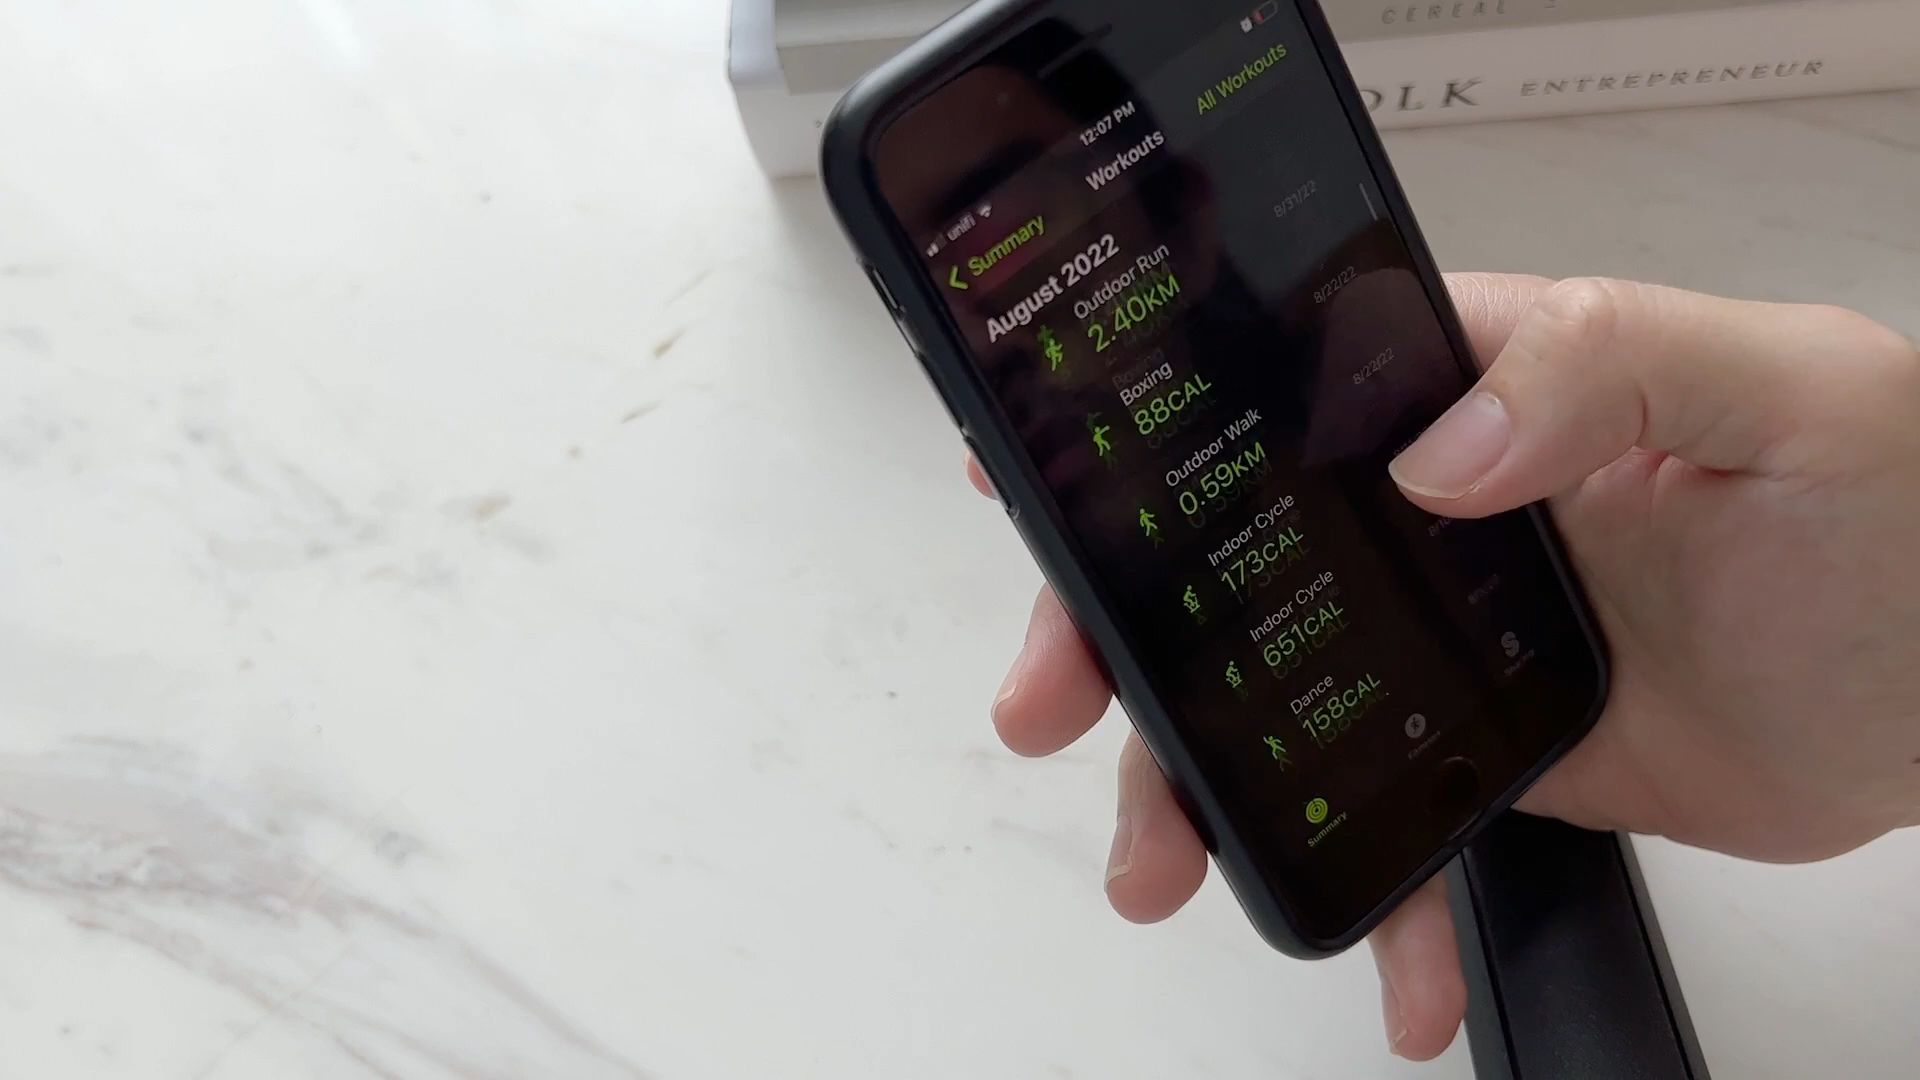 CEREAL
OLK ENTREPRENEUR
unifi
12:07 PM
Summary
Workouts
All Workouts
August 2022
Outdoor Run
2.40KM
8/31/22
Boxing
88CAL
8/22/22
Outdoor Walk
0.59KM
8/22/22
Indoor Cycle
173CAL
Indoor Cycle
651CAL
Dance
158CAL
Summary